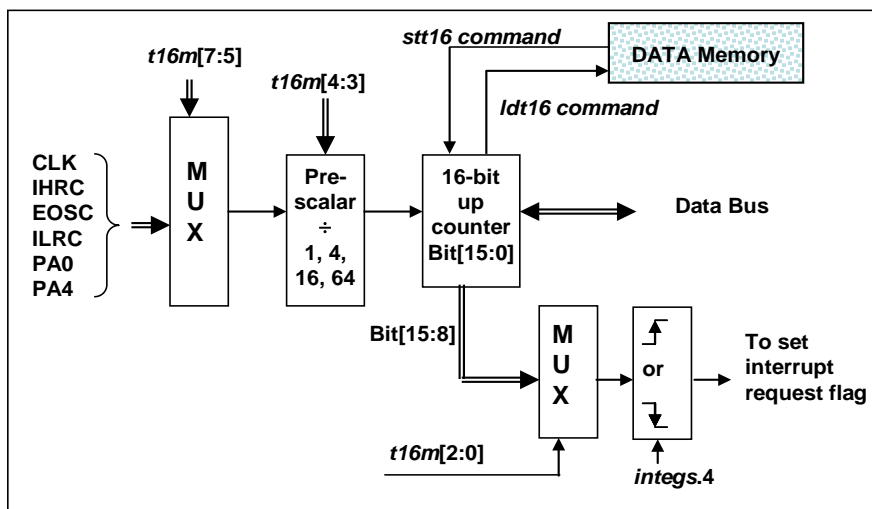 stt16 command
DATA Memory
t16m[7:5]
t16m[4:3]
ldt16 command
CLK
IHRC
EOSC
ILRC
PA0
PA4
M
U
X
Pre-
scalar
÷
1, 4,
16, 64
16-bit
up
counter
Bit[15:0]
Data Bus
Bit[15:8]
M
U
X
or
To set
interrupt
request flag
t16m[2:0]
integs.4